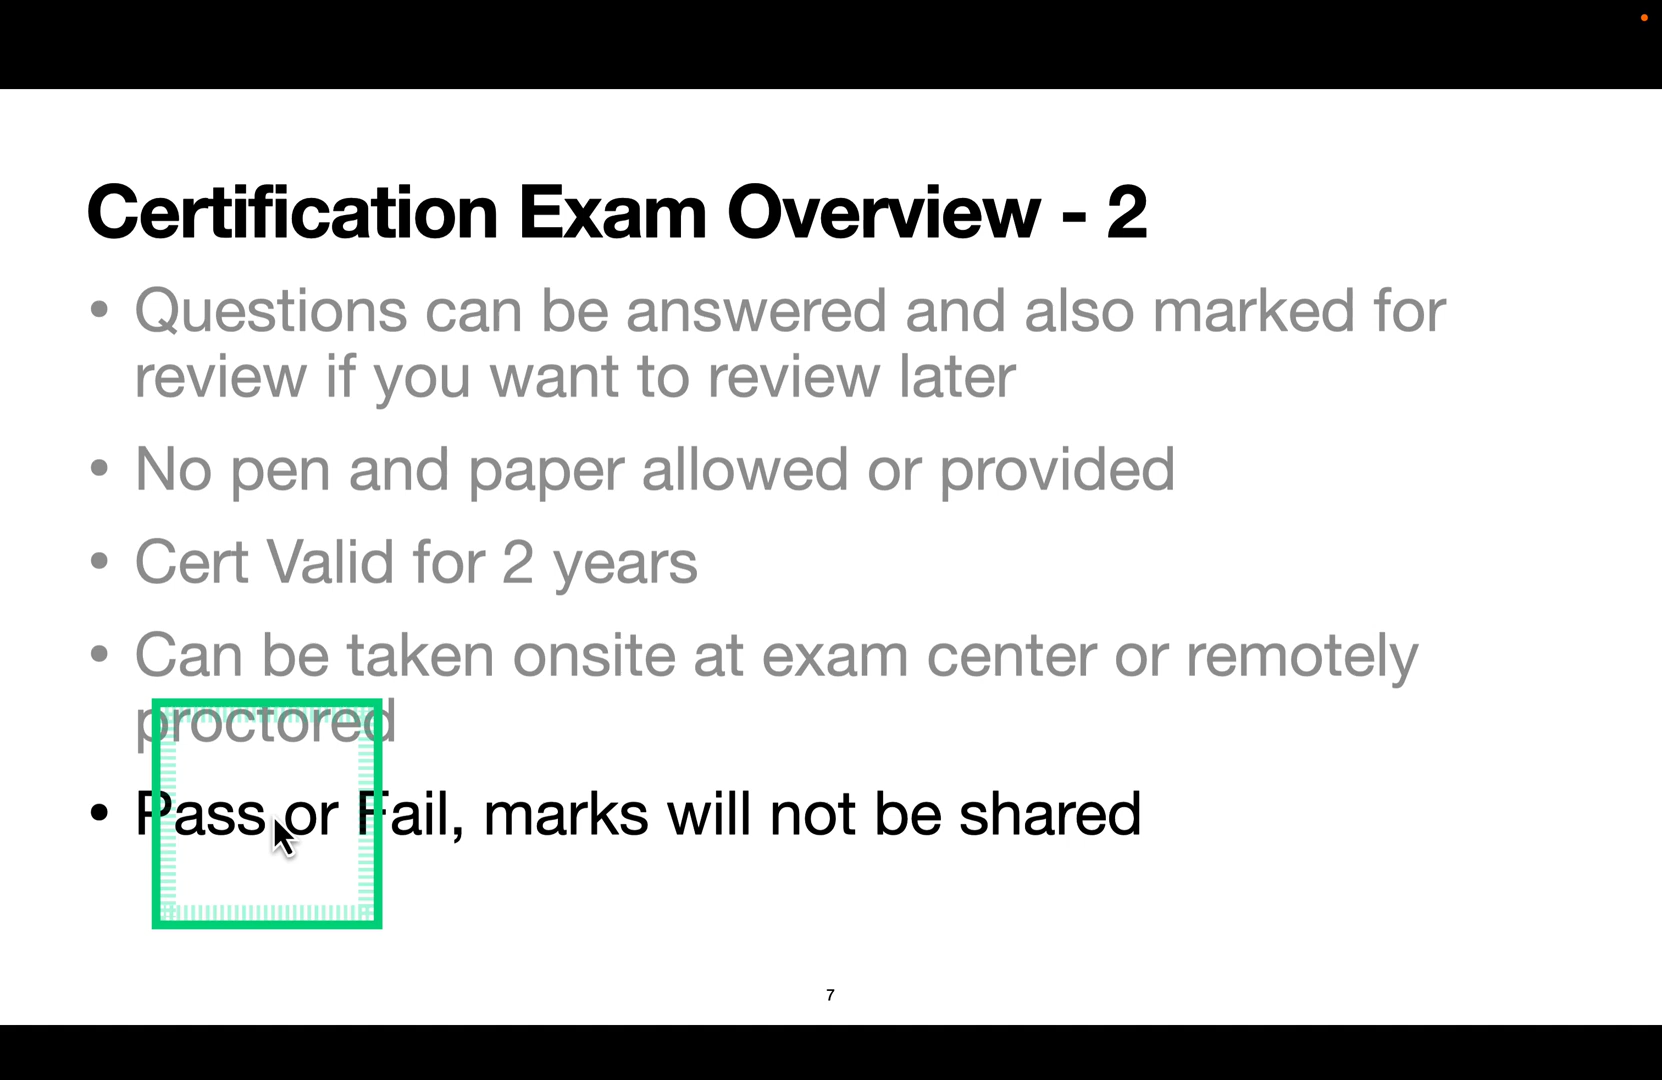 Certification Exam Overview - 2
• Questions can be answered and also marked for
review if you want to review later
• No pen and paper allowed or provided
• Cert Valid for 2 years
• Can be taken onsite at exam center or remotely
proctored
• Pass or Fail, marks will not be shared
7